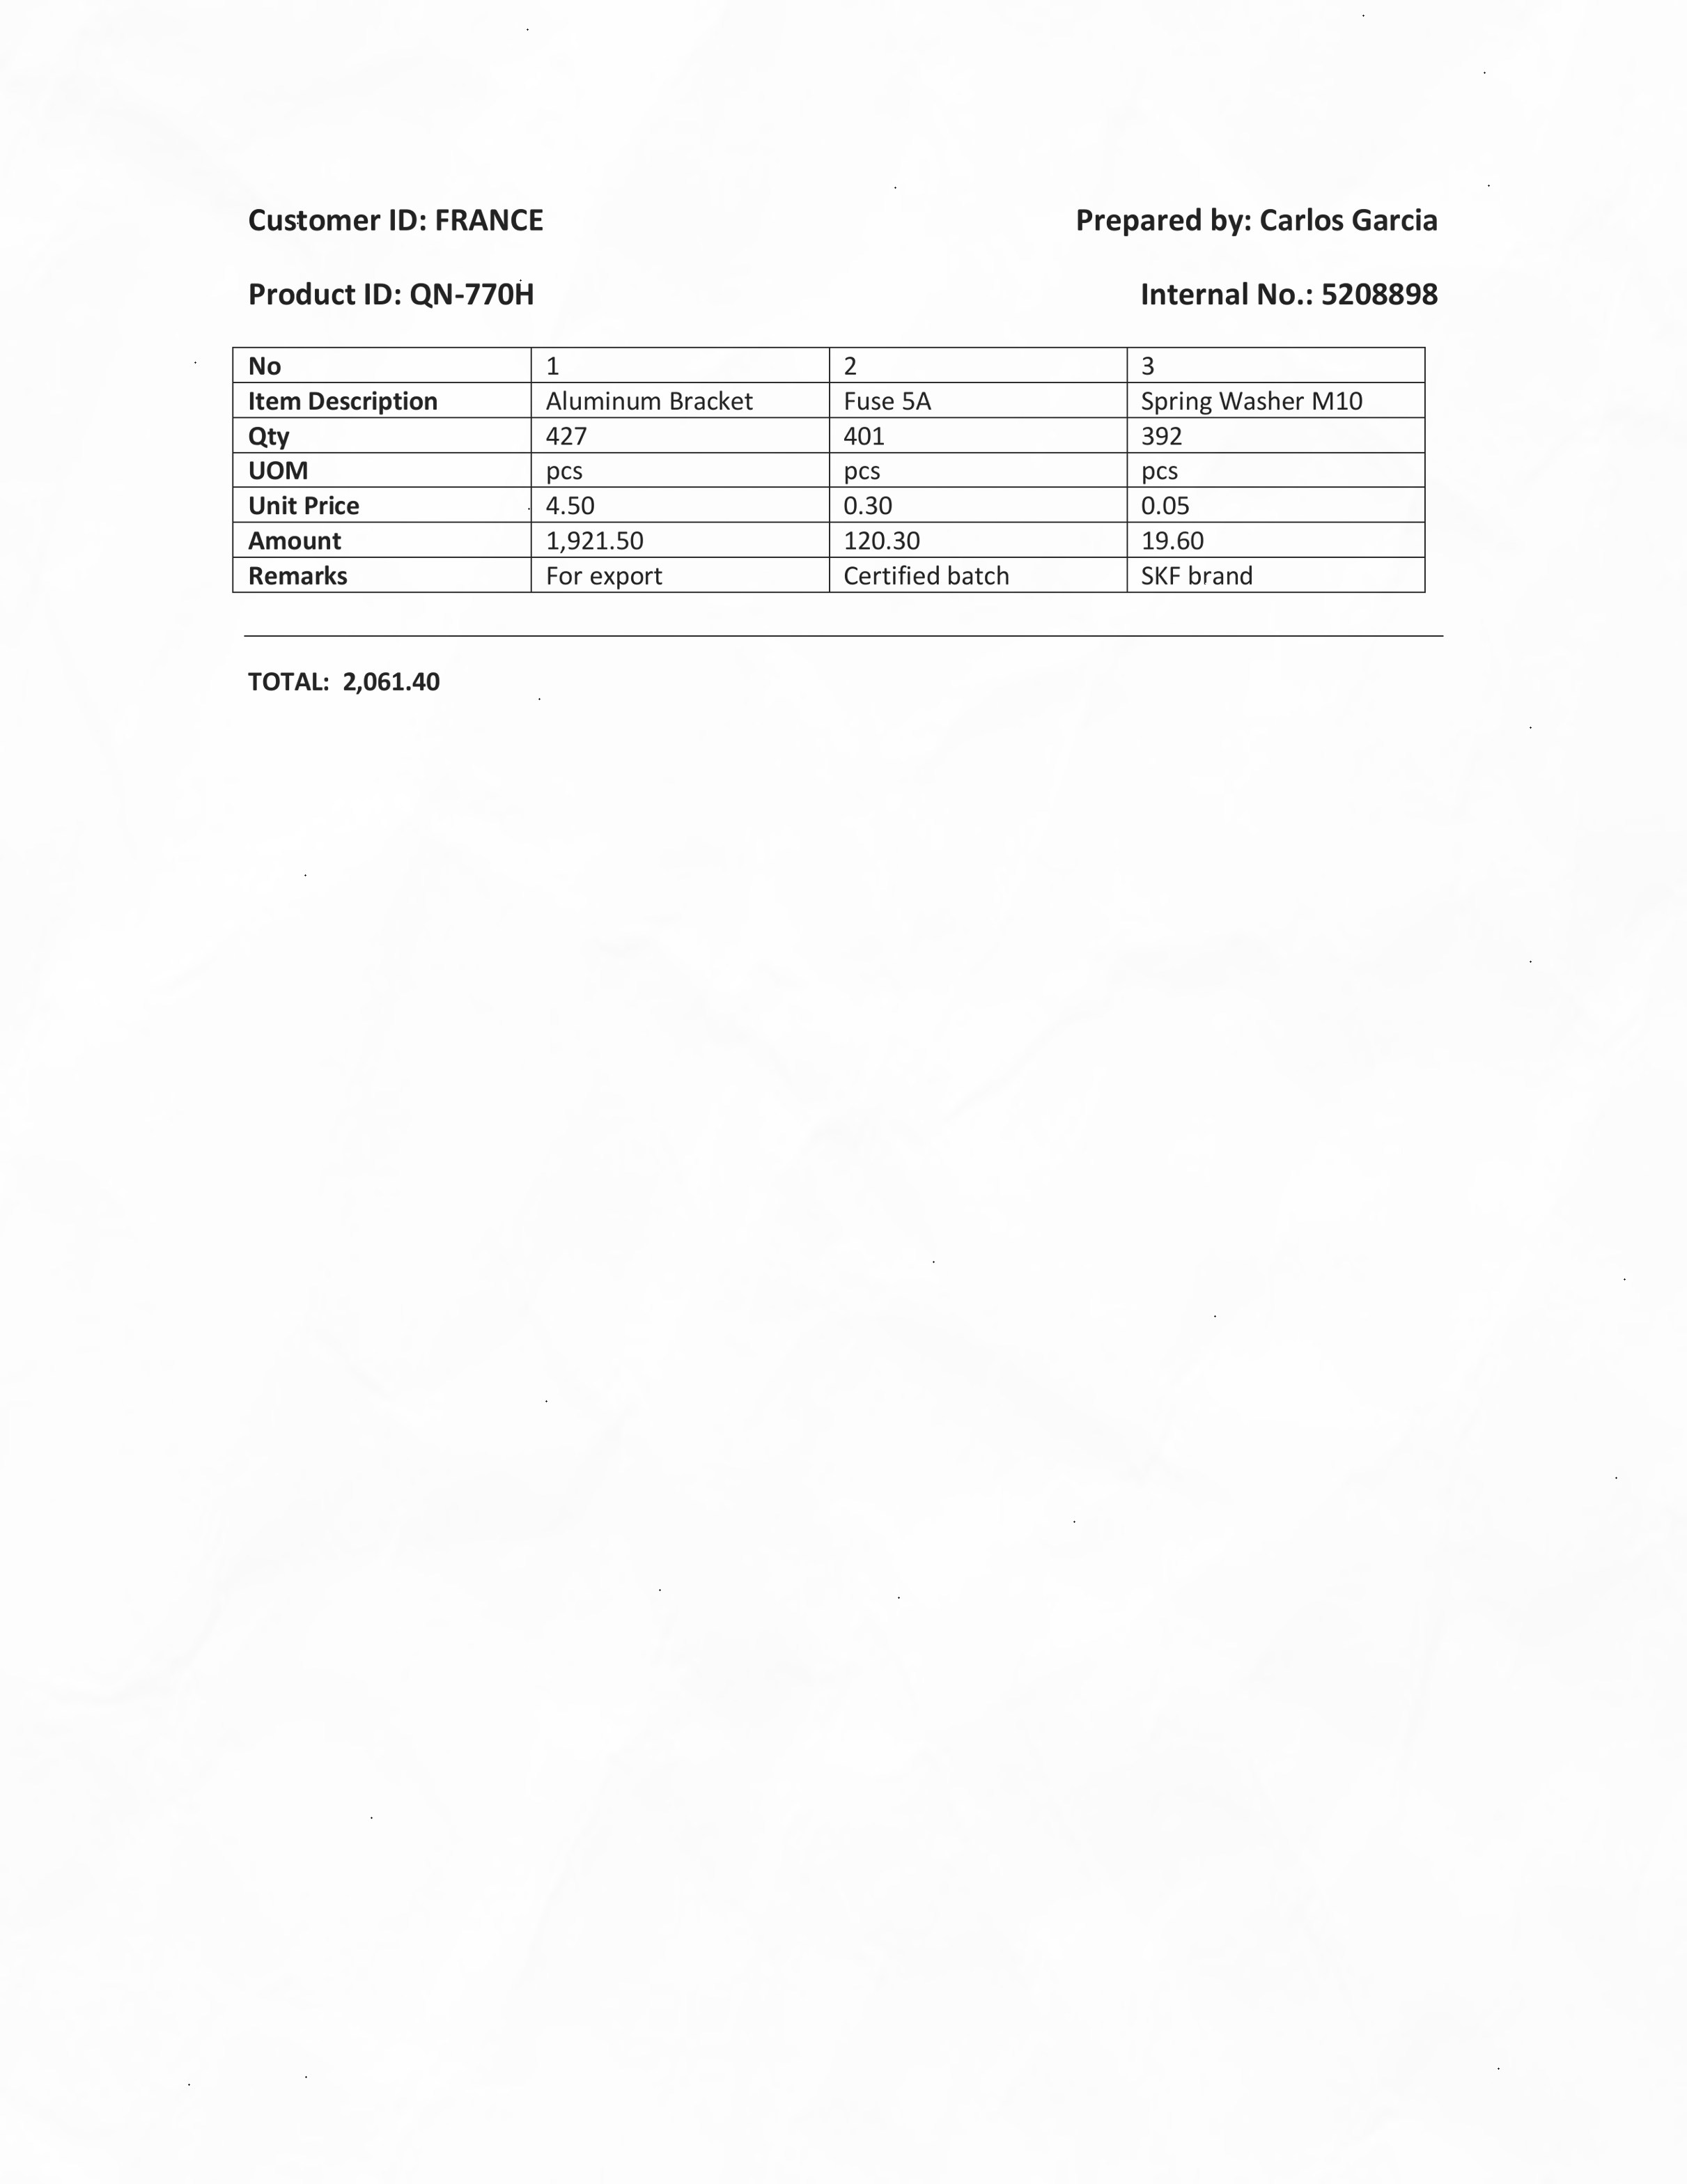 Customer ID: FRANCE Prepared by: Carlos Garcia
Product ID: QN-770H Internal No.: 5208898
No 1 2 3
Item Description Aluminum Bracket Fuse 5A Spring Washer M10
Qty 427 401 392
UOM pcs pcs pcs
Unit Price 4.50 0.30 0.05
Amount 1,921.50 120.30 19.60
Remarks For export Certified batch SKF brand
TOTAL: 2,061.40